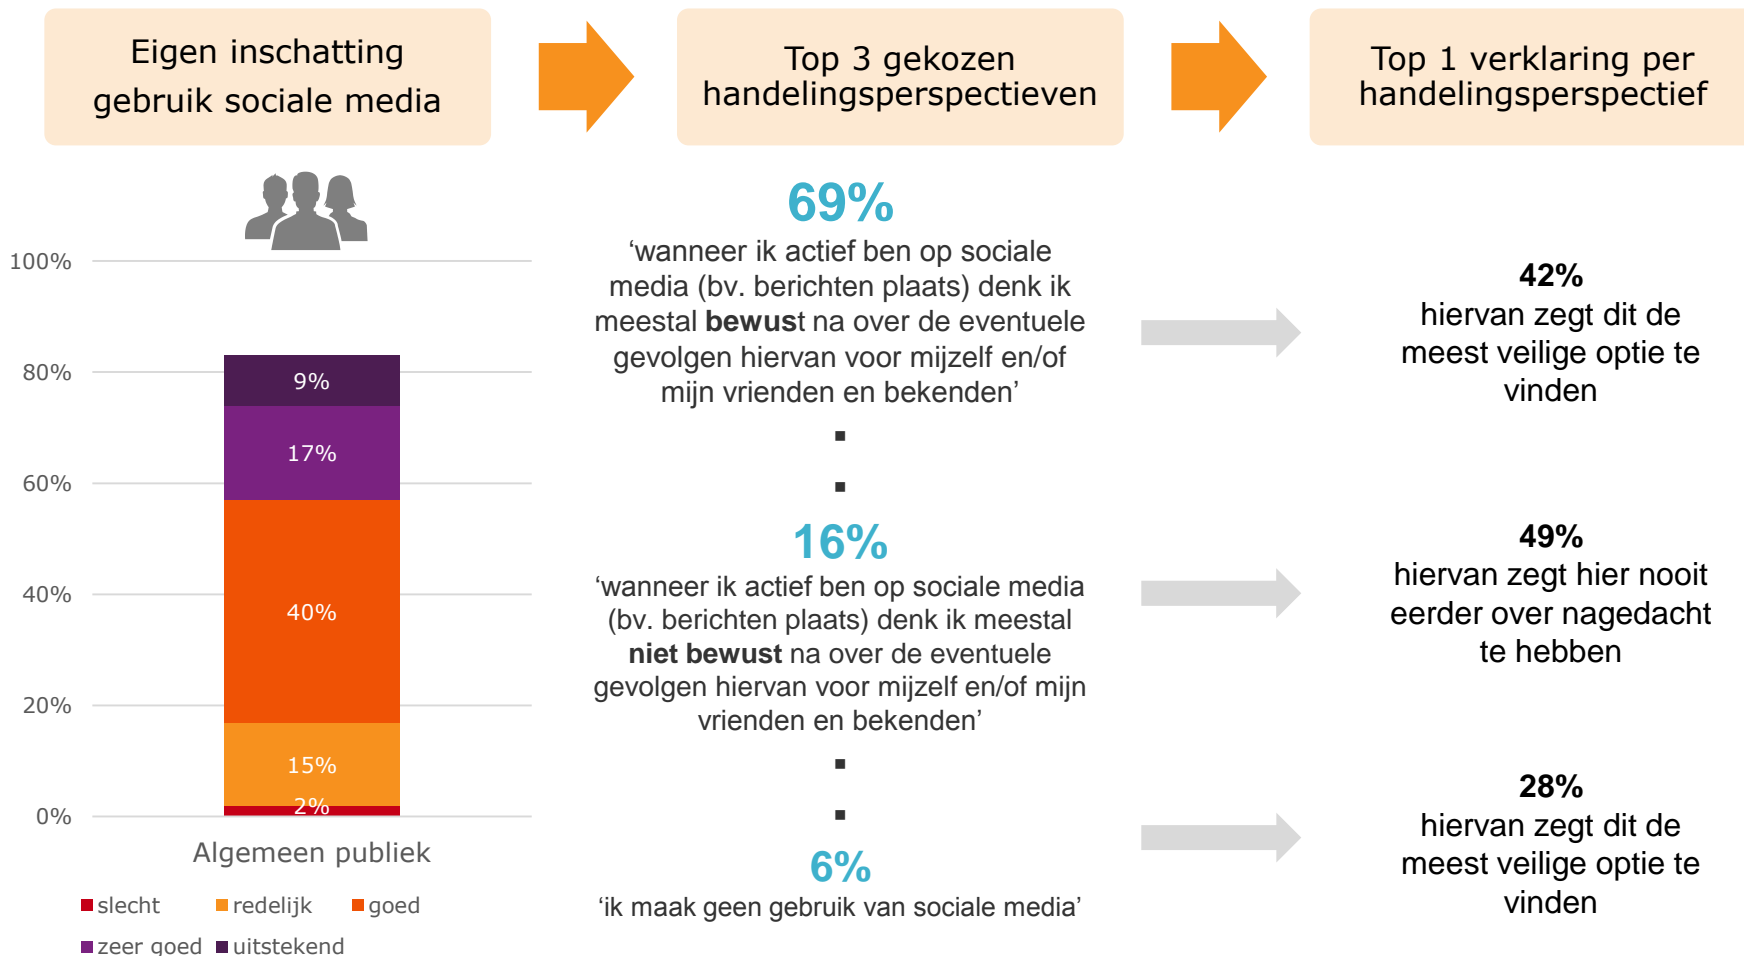 Eigen inschatting
gebruik sociale media
Top 3 gekozen
handelingsperspectieven
Top 1 verklaring per
handelingsperspectief
100%
80%
60%
40%
20%
0%
9%
17%
40%
15%
2%
Algemeen publiek
slecht
redelijk
goed
zeer goed
uitstekend
69%
‘wanneer ik actief ben op sociale
media (bv. berichten plaats) denk ik
meestal bewust na over de eventuele
gevolgen hiervan voor mijzelf en/of
mijn vrienden en bekenden’
16%
‘wanneer ik actief ben op sociale media
(bv. berichten plaats) denk ik meestal
niet bewust na over de eventuele
gevolgen hiervan voor mijzelf en/of mijn
vrienden en bekenden’
6%
‘ik maak geen gebruik van sociale media’
42%
hiervan zegt dit de
meest veilige optie te
vinden
49%
hiervan zegt hier nooit
eerder over nagedacht
te hebben
28%
hiervan zegt dit de
meest veilige optie te
vinden